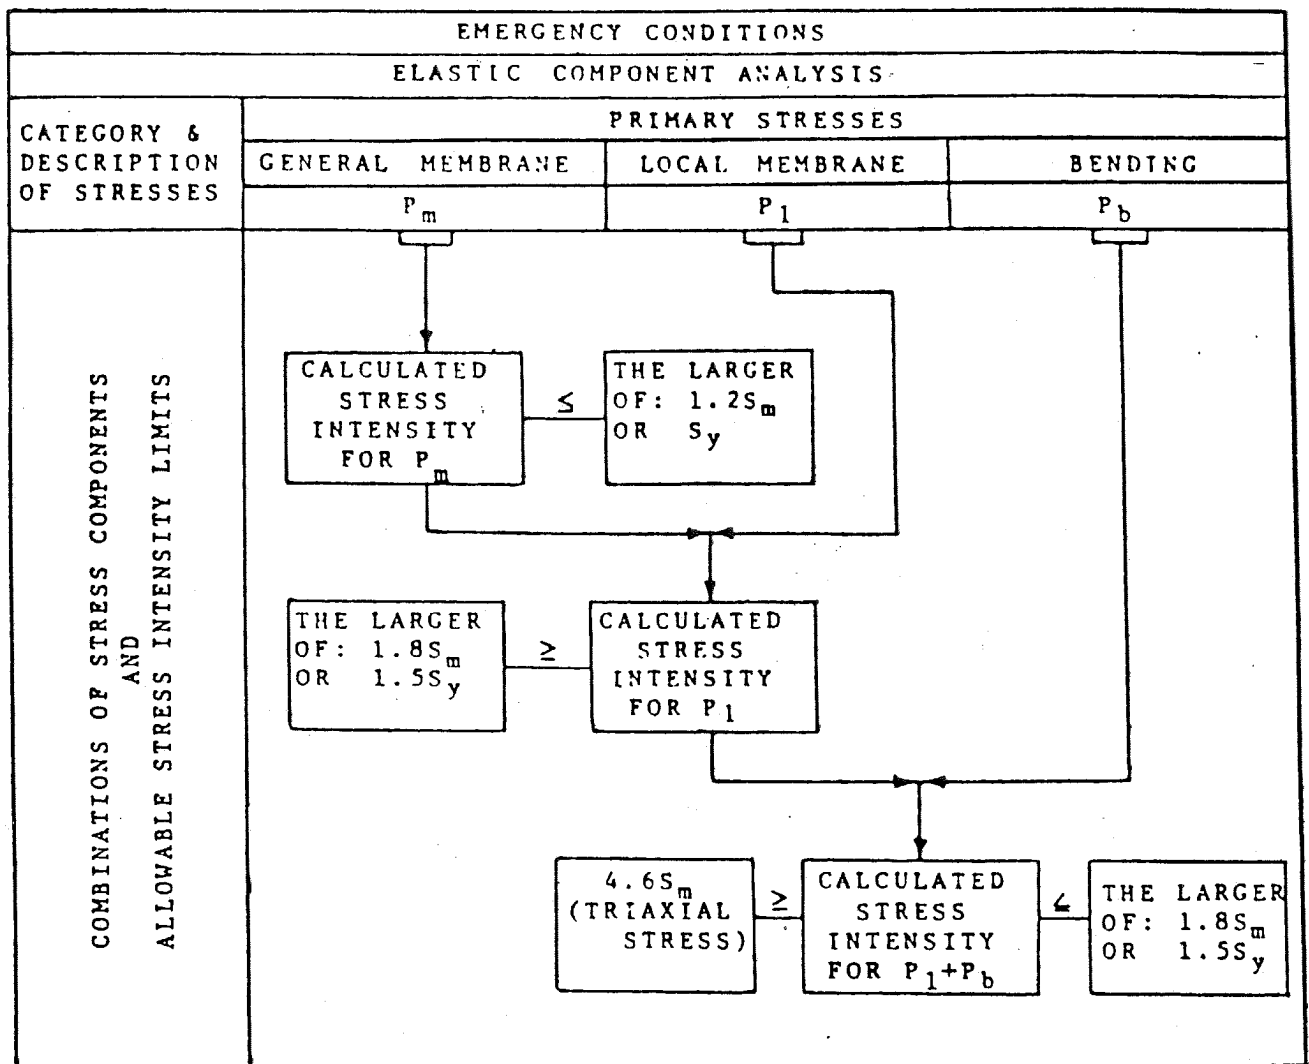 EMERGENCY CONDITIONS
ELASTIC COMPONENT ANALYSIS
CATEGORY &
DESCRIPTION
OF STRESSES
PRIMARY STRESSES
GENERAL MEMBRANE
LOCAL MEMBRANE
BENDING
Pm
Pl
Pb
COMBINATIONS OF STRESS COMPONENTS
AND
ALLOWABLE STRESS INTENSITY LIMITS
CALCULATED
STRESS
INTENSITY
FOR Pm
≤
THE LARGER
OF: 1.2Sm
OR Sy
THE LARGER
OF: 1.8Sm
OR 1.5Sy
≥
CALCULATED
STRESS
INTENSITY
FOR Pl
4.6Sm
(TRIAXIAL
STRESS)
≥
CALCULATED
STRESS
INTENSITY
FOR Pl+Pb
≤
THE LARGER
OF: 1.8Sm
OR 1.5Sy